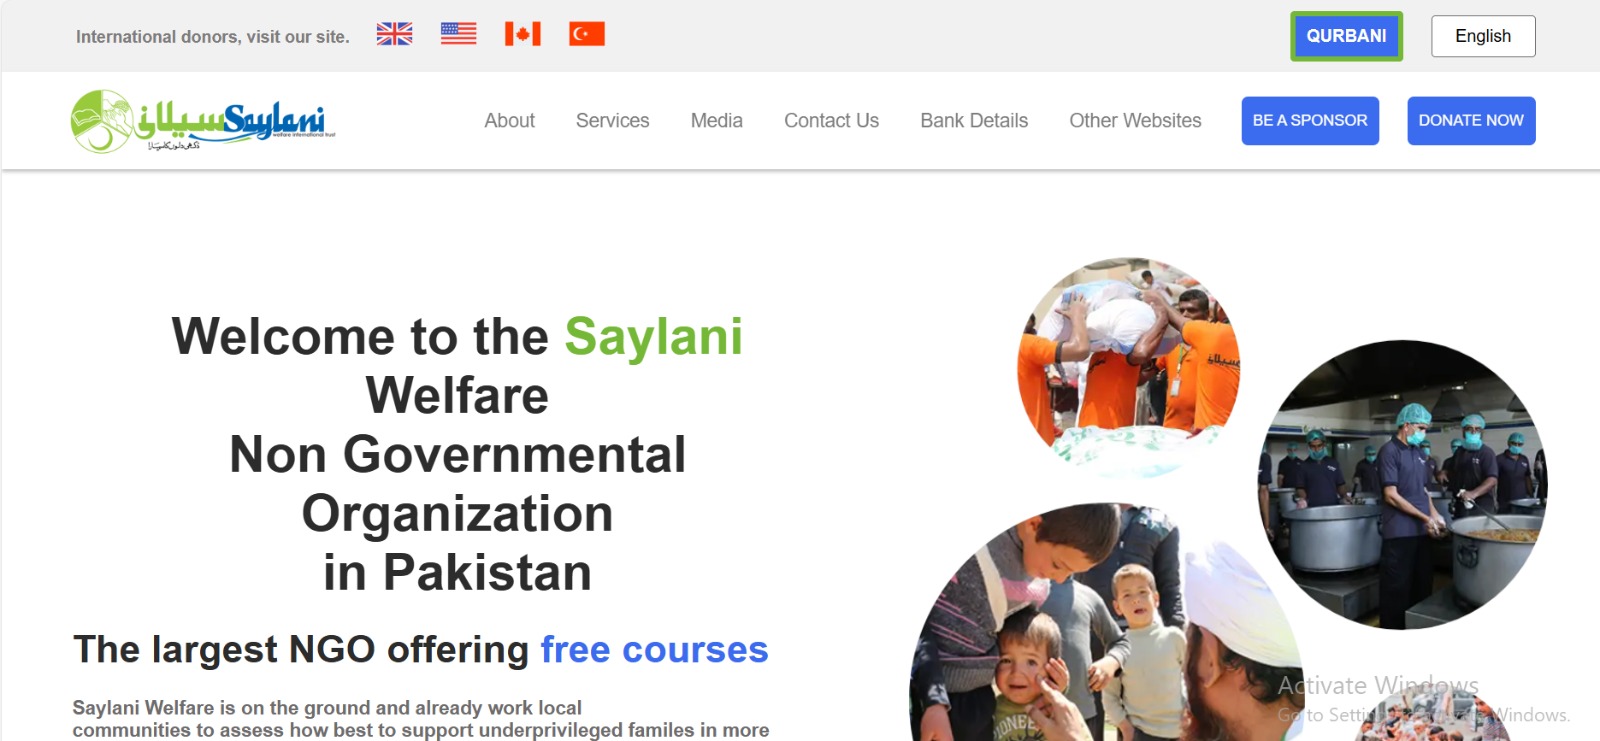 International donors, visit our site.
QURBANI
English
سیلانی Saylani
welfare international trust
About
Services
Media
Contact Us
Bank Details
Other Websites
BE A SPONSOR
DONATE NOW
Welcome to the Saylani
Welfare
Non Governmental
Organization
in Pakistan
The largest NGO offering free courses
Saylani Welfare is on the ground and already work local
communities to assess how best to support underprivileged familes in more
Activate Windows
Go to Settings to activate Windows.